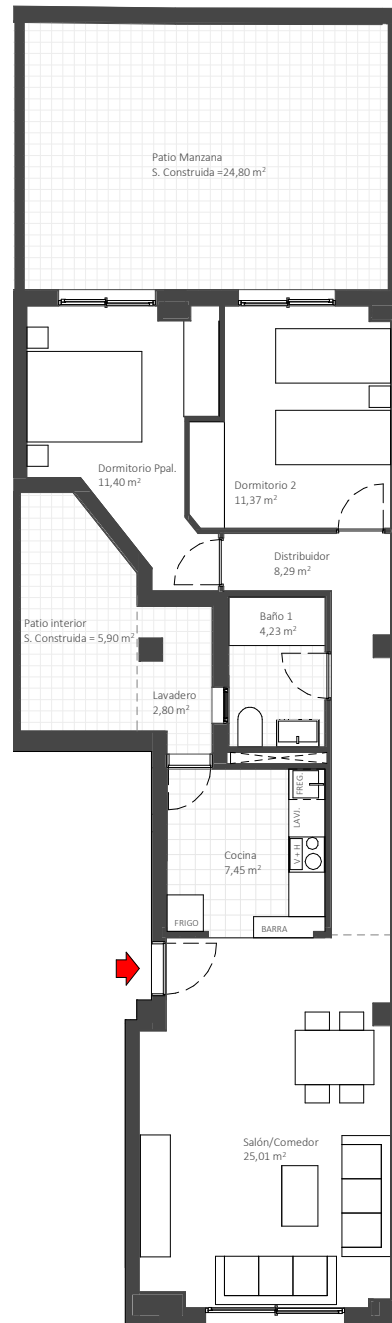 Patio Manzana
S. Construida =24,80 m²
Dormitorio Ppal.
11,40 m²
Dormitorio 2
11,37 m²
Distribuidor
8,29 m²
Baño 1
4,23 m²
Patio interior
S. Construida = 5,90 m²
Lavadero
2,80 m²
FREG.
LAVJ.
V + H
Cocina
7,45 m²
FRIGO
BARRA
Salón/Comedor
25,01 m²